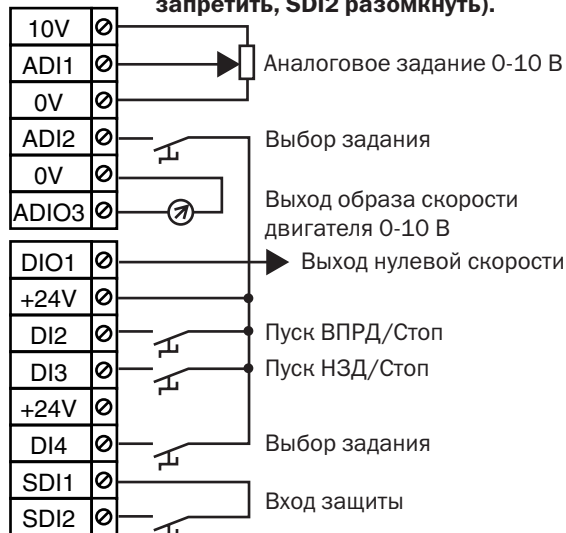 запретить, SDI2 разомкнуть).
10V
ADI1 Аналоговое задание 0-10 В
0V
ADI2 Выбор задания
0V
Выход образа скорости
ADIO3
двигателя 0-10 В
DIO1 Выход нулевой скорости
+24V
DI2 Пуск ВПРД/Стоп
DI3 Пуск НЗД/Стоп
+24V
DI4 Выбор задания
SDI1
Вход защиты
SDI2